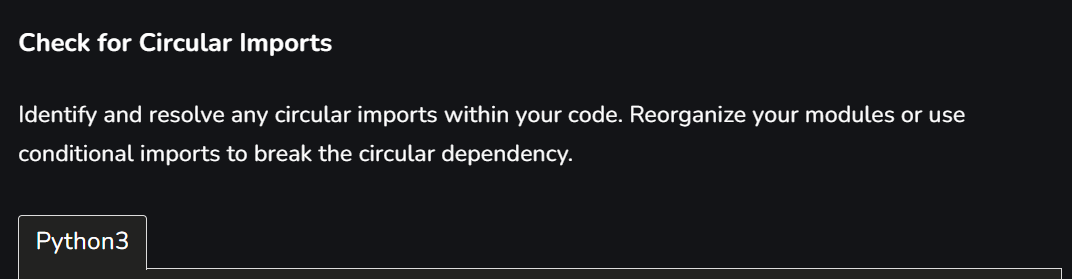 Check for Circular Imports
Identify and resolve any circular imports within your code. Reorganize your modules or use
conditional imports to break the circular dependency.
Python3